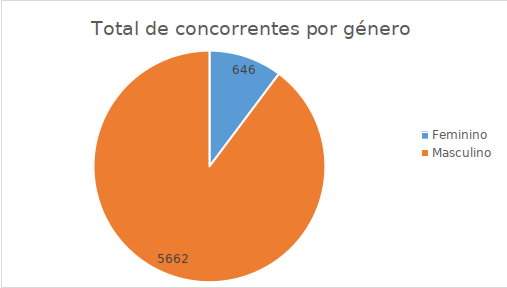 Total de concorrentes por género
646
Feminino
Masculino
5662